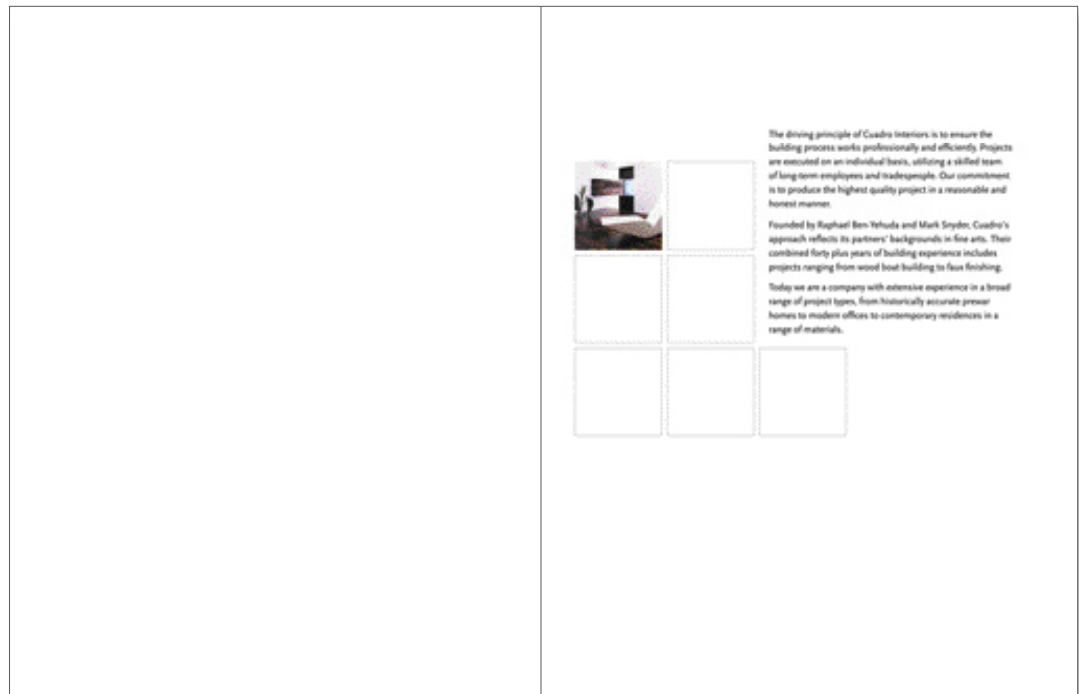 The driving principle of Cuadro Interiors is to ensure the
building process works professionally and efficiently. Projects
are executed on an individual basis, utilizing a skilled team
of long-term employees and tradespeople. Our commitment
is to produce the highest quality project in a reasonable and
honest manner.
Founded by Raphael Ben-Yehuda and Mark Snyder, Cuadro's
approach reflects its partners' backgrounds in fine arts. Their
combined forty plus years of building experience includes
projects ranging from wood boat building to faux finishing.
Today we are a company with extensive experience in a broad
range of project types, from historically accurate prewar
homes to modern offices to contemporary residences in a
range of materials.